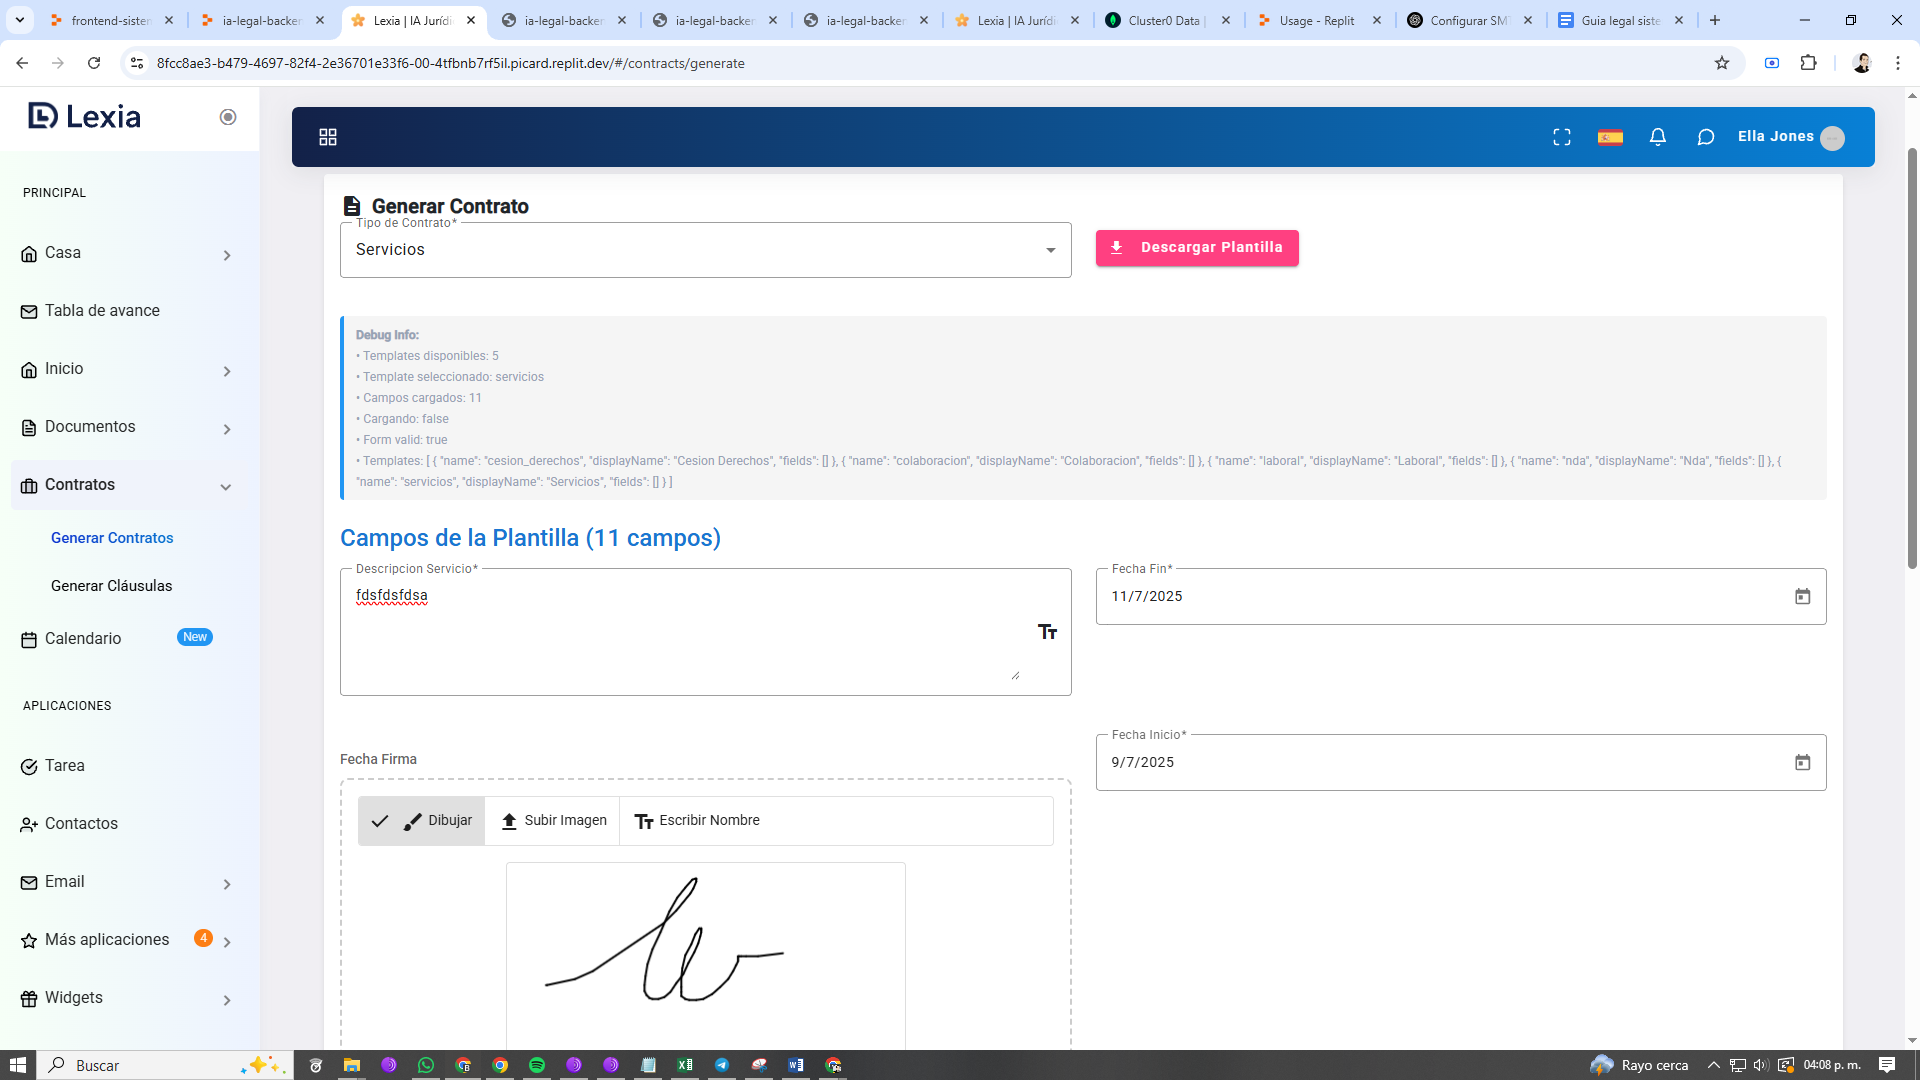 frontend-sisten
ia-legal-backen
Lexia | IA Jurídi
ia-legal-backen
ia-legal-backen
ia-legal-backen
Lexia | IA Jurídi
Cluster0 Data |
Usage - Replit
Configurar SM
Guia legal siste
8fcc8ae3-b479-4697-82f4-2e36701e33f6-00-4tfbnb7rf5il.picard.replit.dev/#/contracts/generate
Lexia
Ella Jones
PRINCIPAL
Casa
Tabla de avance
Inicio
Documentos
Contratos
Generar Contratos
Generar Cláusulas
Calendario
New
APLICACIONES
Tarea
Contactos
Email
Más aplicaciones
4
Widgets
Generar Contrato
Tipo de Contrato*
Servicios
Descargar Plantilla
Debug Info:
• Templates disponibles: 5
• Template seleccionado: servicios
• Campos cargados: 11
• Cargando: false
• Form valid: true
• Templates: [ { "name": "cesion_derechos", "displayName": "Cesion Derechos", "fields": [] }, { "name": "colaboracion", "displayName": "Colaboracion", "fields": [] }, { "name": "laboral", "displayName": "Laboral", "fields": [] }, { "name": "nda", "displayName": "Nda", "fields": [] }, {
"name": "servicios", "displayName": "Servicios", "fields": [] } ]
Campos de la Plantilla (11 campos)
Descripcion Servicio*
fdsfdsfdsa
Fecha Fin*
11/7/2025
Fecha Inicio*
9/7/2025
Fecha Firma
Dibujar
Subir Imagen
Escribir Nombre
Buscar
Rayo cerca
04:08 p. m.